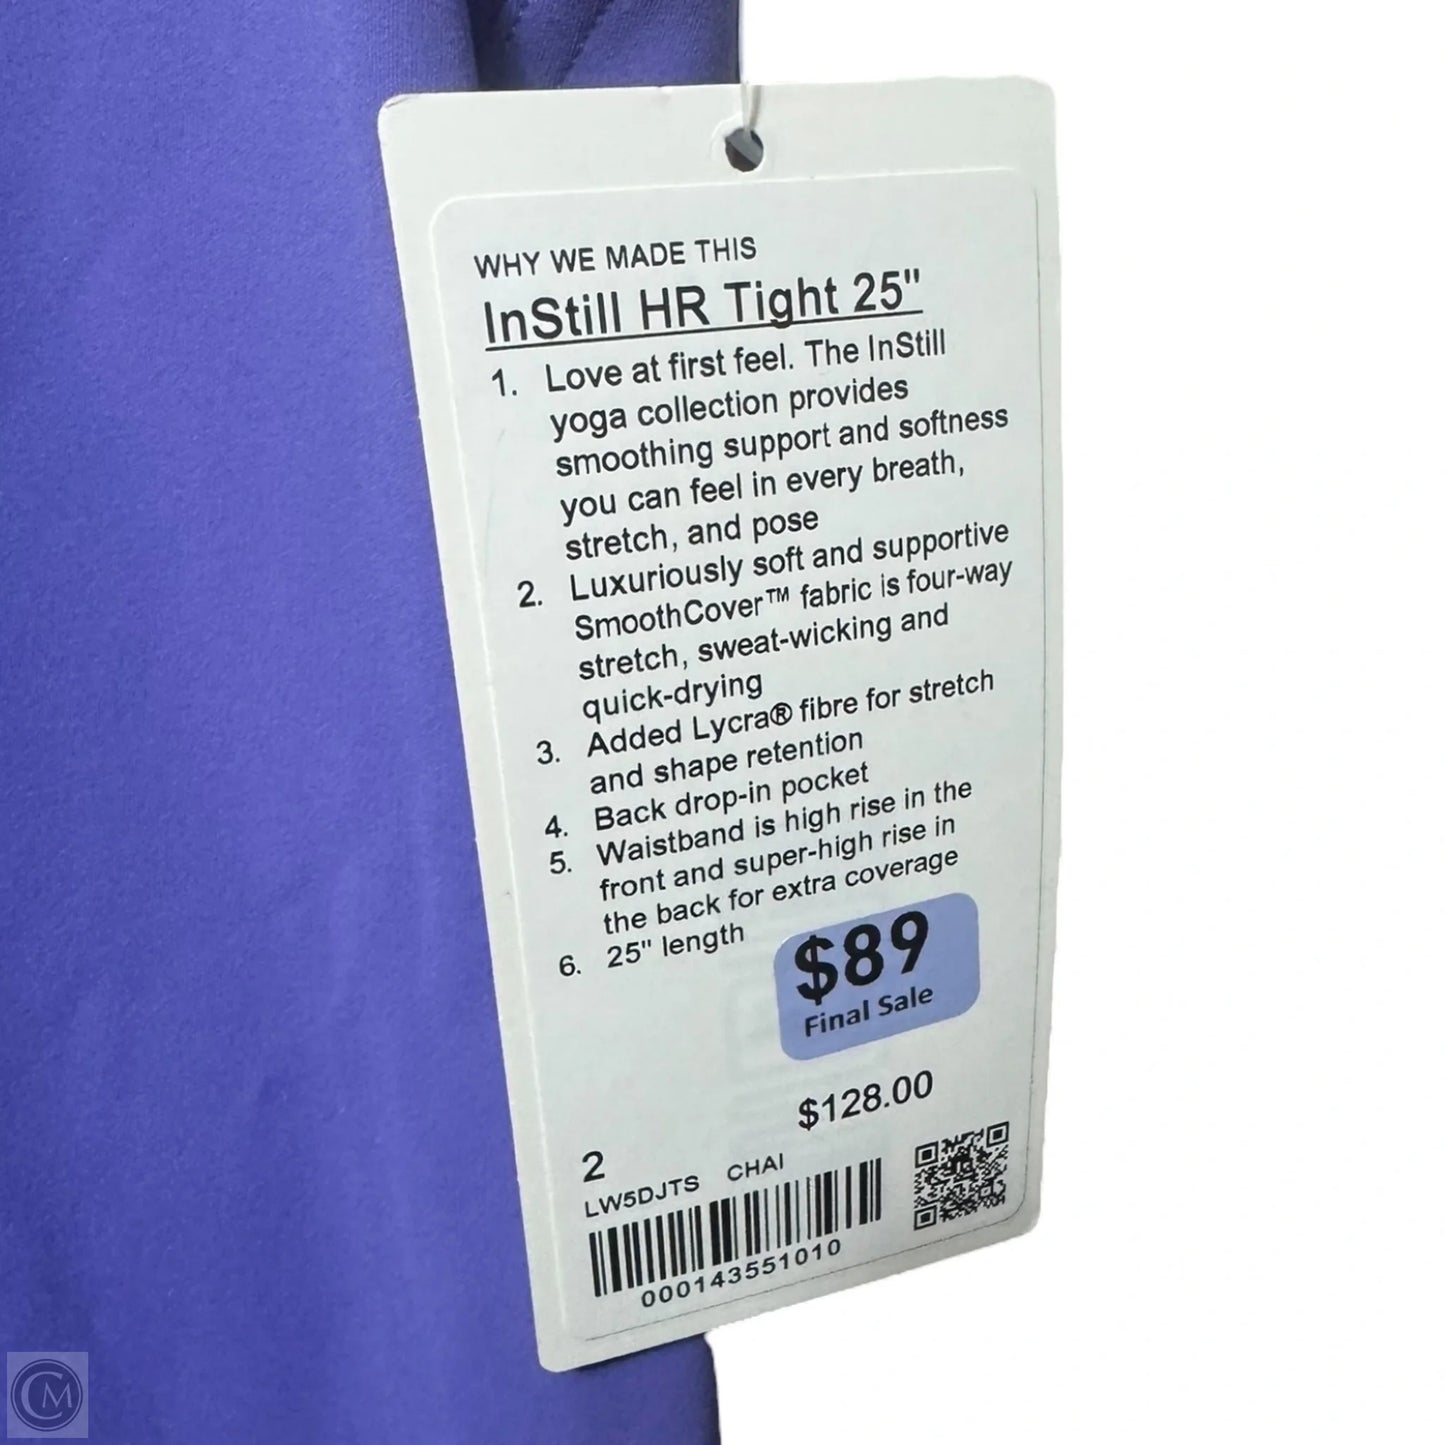 WHY WE MADE THIS
InStill HR Tight 25"
1. Love at first feel. The InStill
yoga collection provides
smoothing support and softness
you can feel in every breath,
stretch, and pose
2. Luxuriously soft and supportive
SmoothCover™ fabric is four-way
stretch, sweat-wicking and
quick-drying
3. Added Lycra® fibre for stretch
and shape retention
4. Back drop-in pocket
5. Waistband is high rise in the
front and super-high rise in
the back for extra coverage
6. 25" length
$89
Final Sale
$128.00
2
LW5DJTS CHAI
000143551010
CM